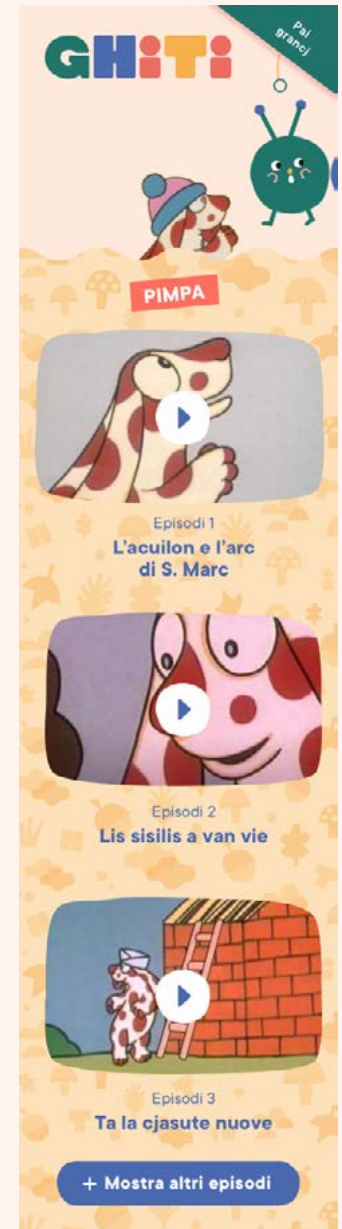 GHiTi
Pai
grancj
PIMPA
Episodi 1
L'acuilon e l'arc
di S. Marc
Episodi 2
Lis sisilis a van vie
Episodi 3
Ta la cjasute nuove
+ Mostra altri episodi